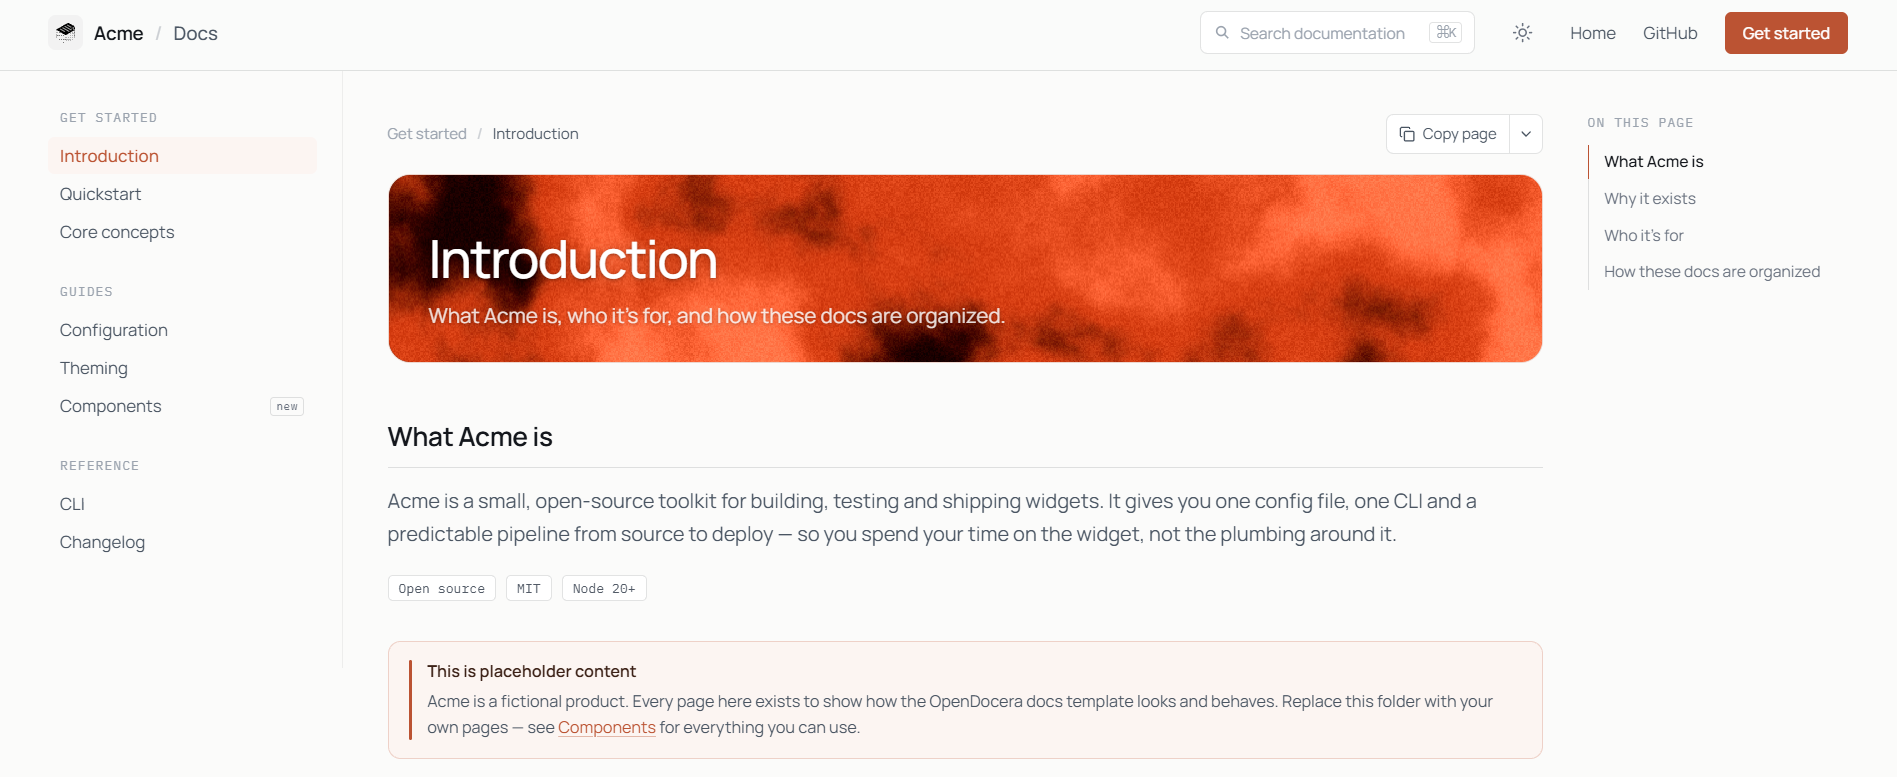 Acme / Docs
Search documentation ⌘K
Home
GitHub
Get started
GET STARTED
Introduction
Quickstart
Core concepts
GUIDES
Configuration
Theming
Components new
REFERENCE
CLI
Changelog
Get started / Introduction
Copy page
Introduction
What Acme is, who it's for, and how these docs are organized.
What Acme is
Acme is a small, open-source toolkit for building, testing and shipping widgets. It gives you one config file, one CLI and a
predictable pipeline from source to deploy — so you spend your time on the widget, not the plumbing around it.
Open source MIT Node 20+
This is placeholder content
Acme is a fictional product. Every page here exists to show how the OpenDocera docs template looks and behaves. Replace this folder with your
own pages — see Components for everything you can use.
ON THIS PAGE
What Acme is
Why it exists
Who it's for
How these docs are organized